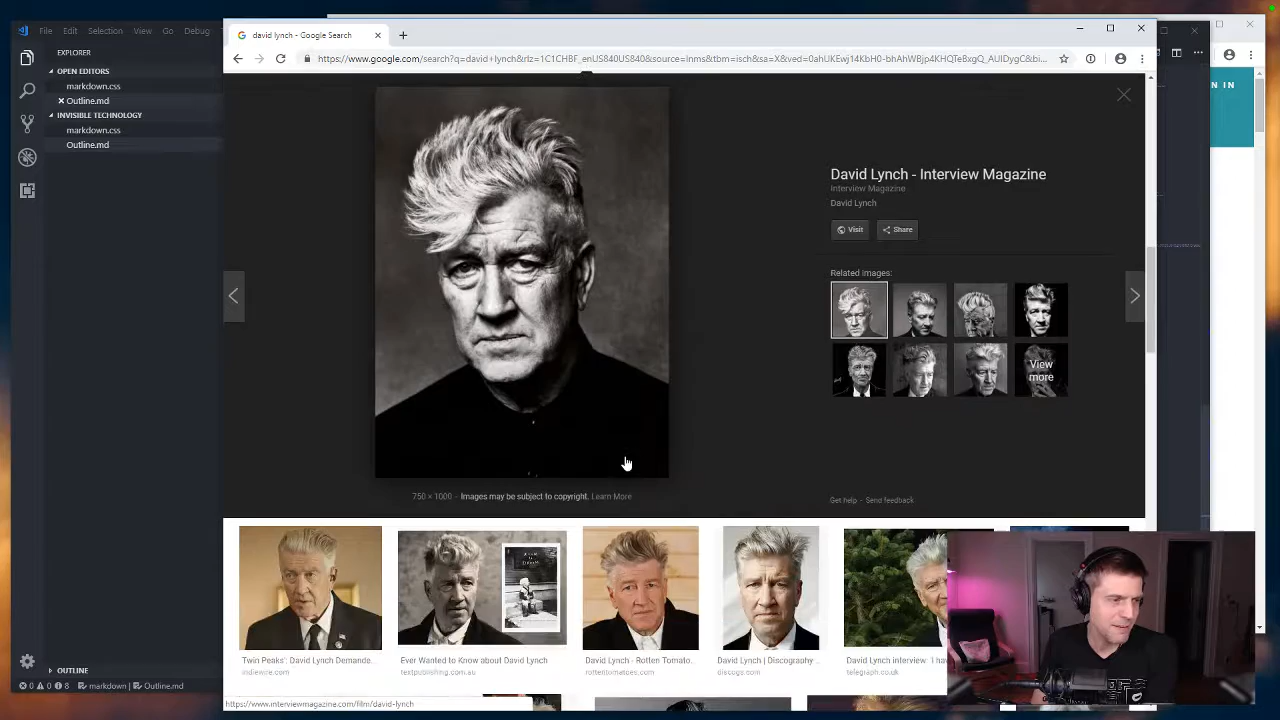 File Edit Selection View Go Debug
david lynch - Google Search
EXPLORER
OPEN EDITORS
markdown.css
Outline.md
INVISIBLE TECHNOLOGY
markdown.css
Outline.md
N IN
David Lynch - Interview Magazine
Interview Magazine
David Lynch
Visit
Share
Related images:
View
more
750 × 1000 - Images may be subject to copyright. Learn More
Get help - Send feedback
'Twin Peaks': David Lynch Demande...
indiewire.com
Ever Wanted to Know about David Lynch
textpublishing.com.au
David Lynch - Rotten Tomato...
rottentomatoes.com
David Lynch | Discography ...
discogs.com
David Lynch interview: 'I hav
telegraph.co.uk
OUTLINE
0 0 8 markdown Outline.md
https://www.interviewmagazine.com/film/david-lynch